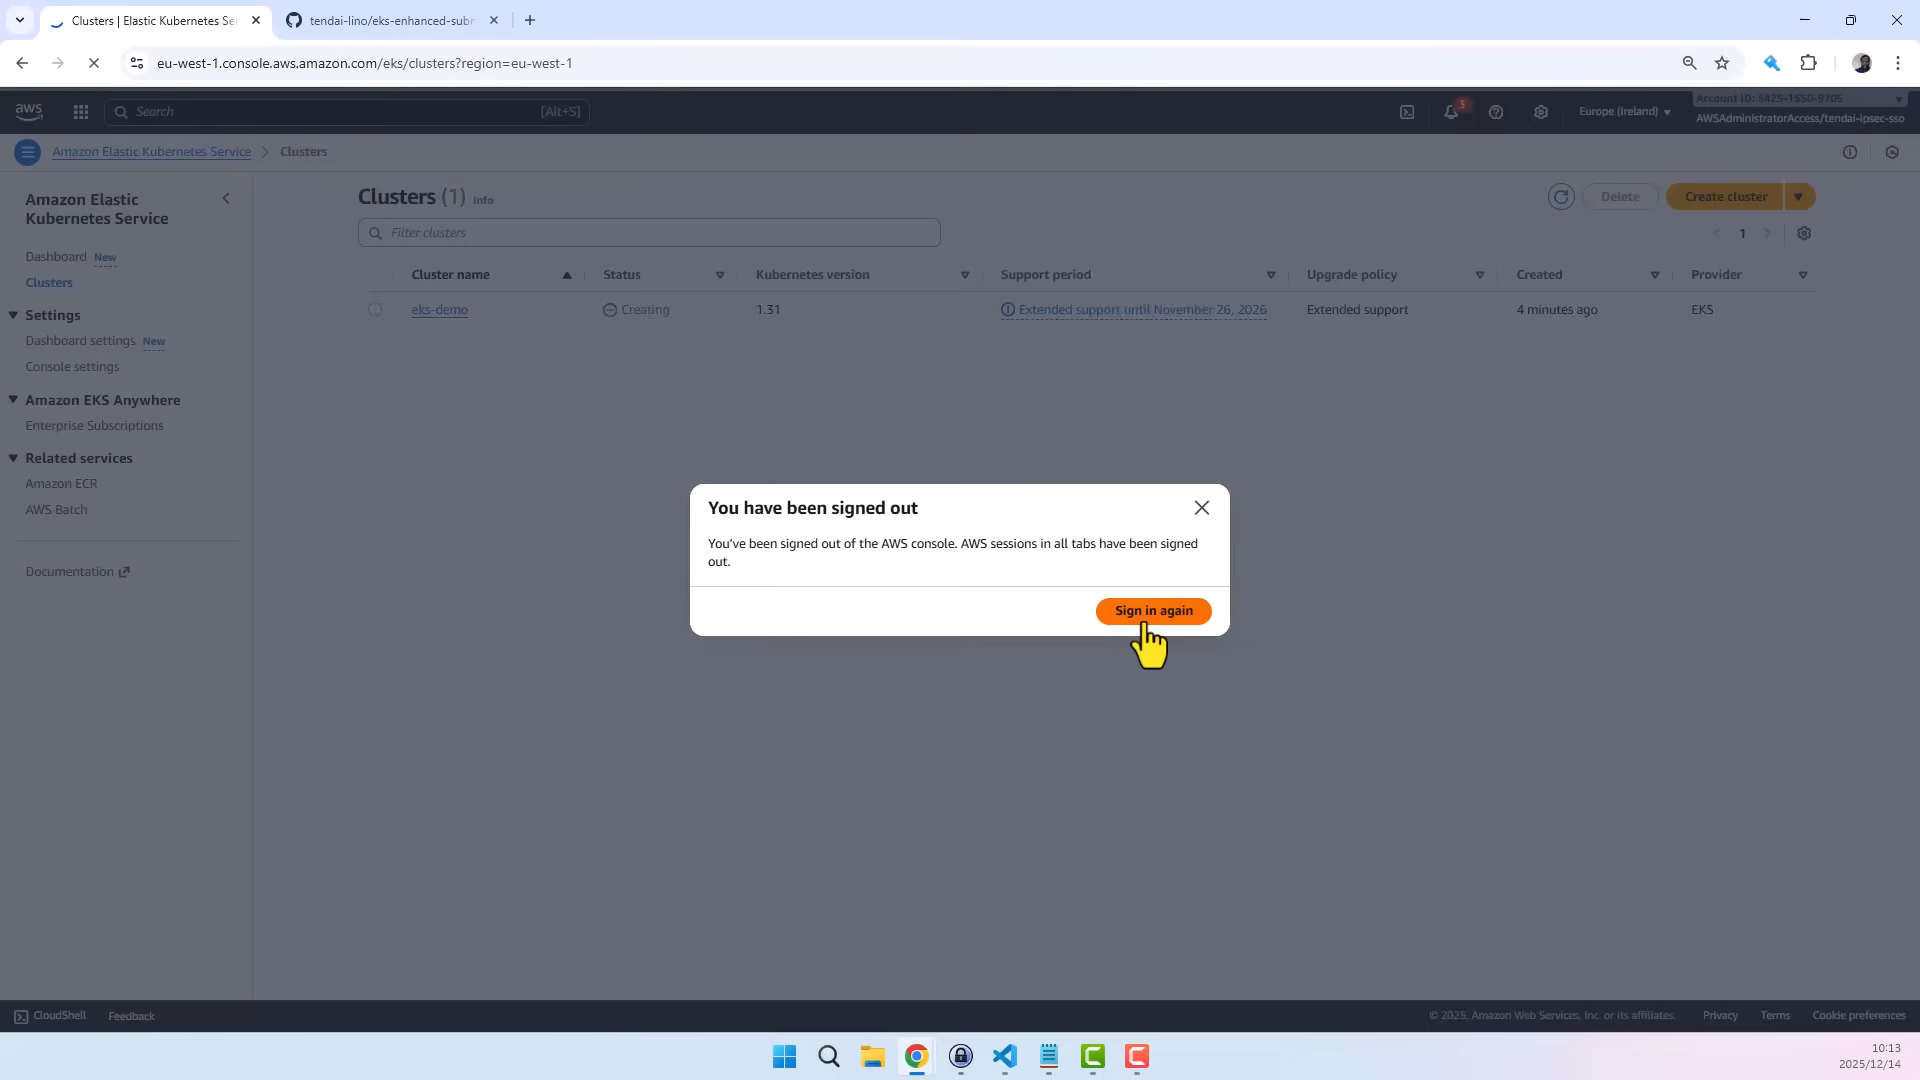 Clusters | Elastic Kubernetes Se
tendai-lino/eks-enhanced-subn
eu-west-1.console.aws.amazon.com/eks/clusters?region=eu-west-1
aws
Search
[Alt+S]
3
Europe (Ireland)
Account ID: 5425-1550-9705
AWSAdministratorAccess/tendai-ipsec-sso
Amazon Elastic Kubernetes Service
Clusters
Amazon Elastic
Kubernetes Service
Dashboard New
Clusters
Settings
Dashboard settings New
Console settings
Amazon EKS Anywhere
Enterprise Subscriptions
Related services
Amazon ECR
AWS Batch
Documentation
Clusters (1) Info
Delete
Create cluster
Filter clusters
1
Cluster name
Status
Kubernetes version
Support period
Upgrade policy
Created
Provider
eks-demo
Creating
1.31
Extended support until November 26, 2026
Extended support
4 minutes ago
EKS
You have been signed out
You've been signed out of the AWS console. AWS sessions in all tabs have been signed
out.
Sign in again
CloudShell
Feedback
© 2025, Amazon Web Services, Inc. or its affiliates.
Privacy
Terms
Cookie preferences
10:13
2025/12/14